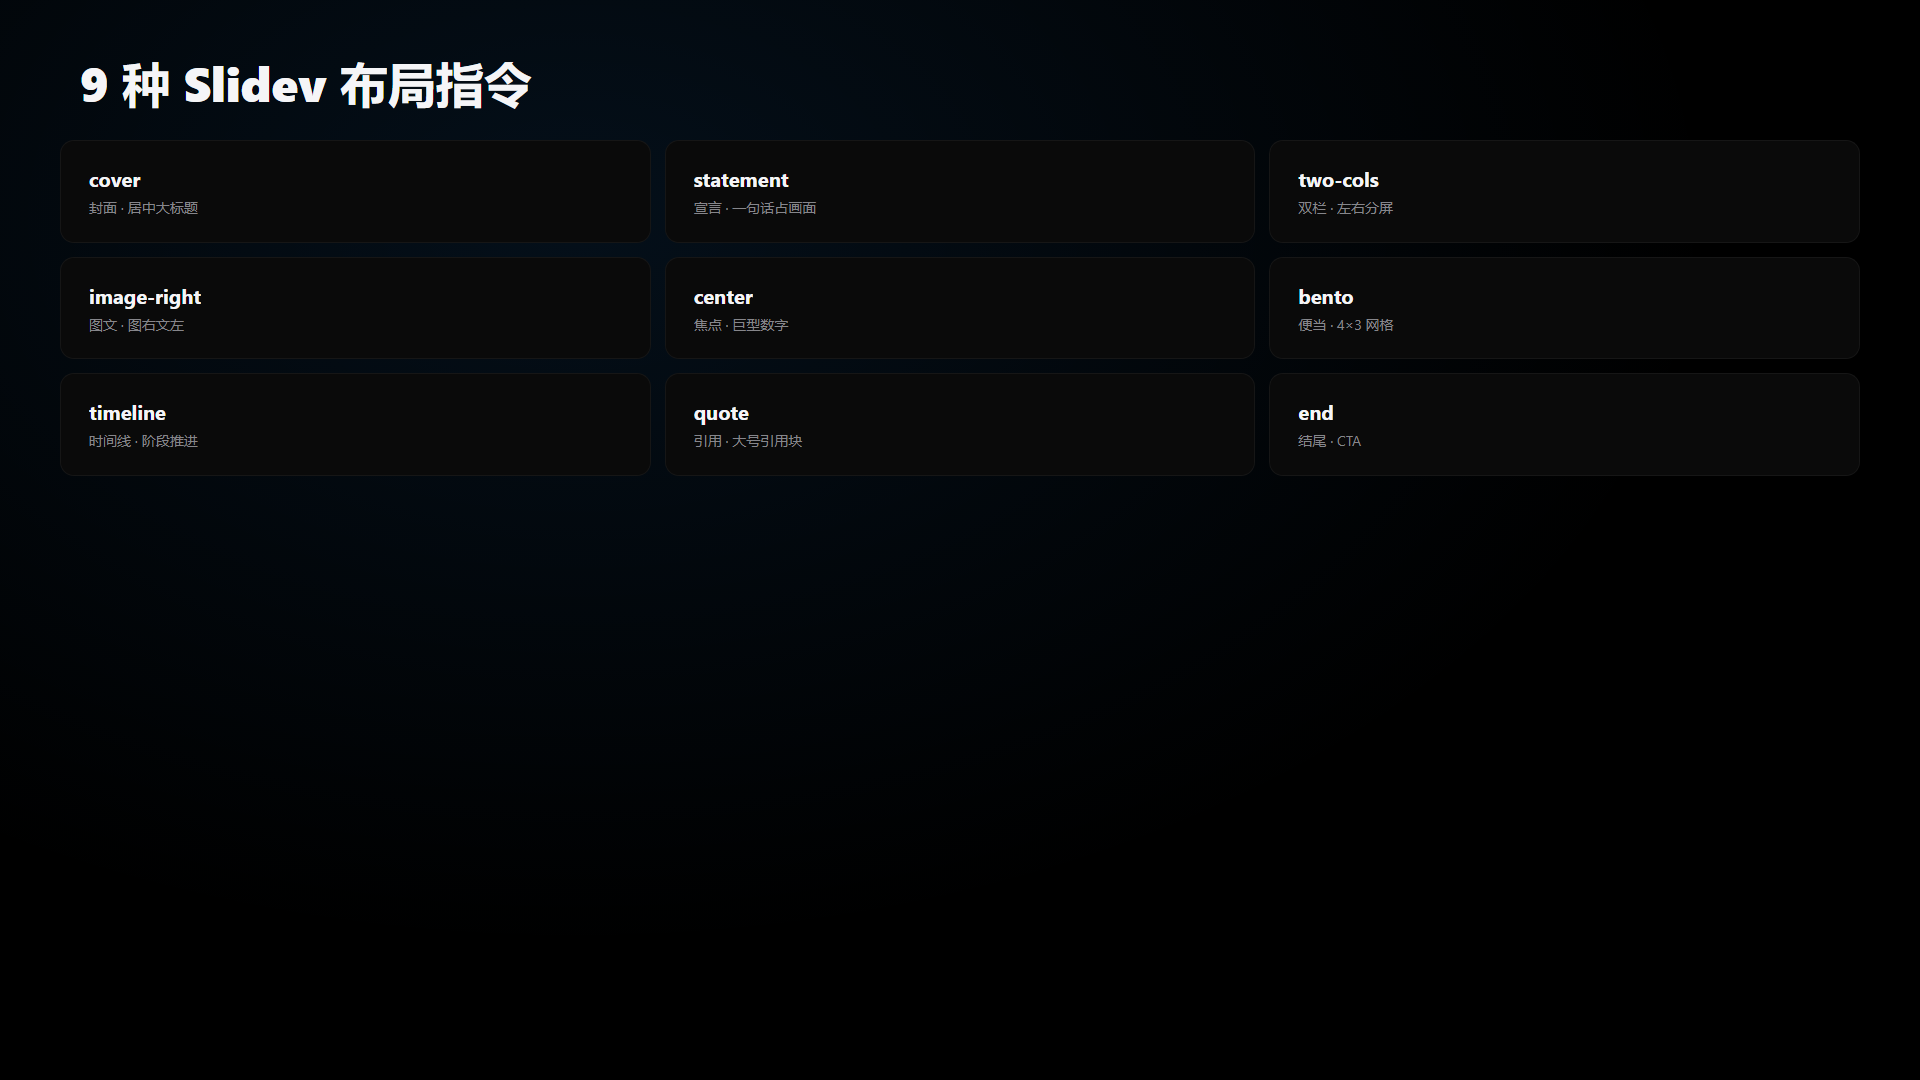 9 种 Slidev 布局指令
cover
封面 · 居中大标题
statement
宣言 · 一句话占画面
two-cols
双栏 · 左右分屏
image-right
图文 · 图右文左
center
焦点 · 巨型数字
bento
便当 · 4×3 网格
timeline
时间线 · 阶段推进
quote
引用 · 大号引用块
end
结尾 · CTA